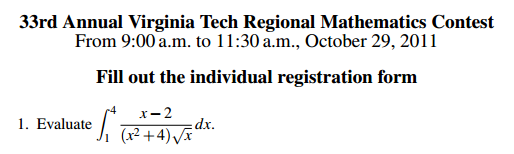 33rd Annual Virginia Tech Regional Mathematics Contest
From 9:00 a.m. to 11:30 a.m., October 29, 2011
Fill out the individual registration form
1. Evaluate ∫₁⁴ (x − 2)/((x² + 4)√x) dx.